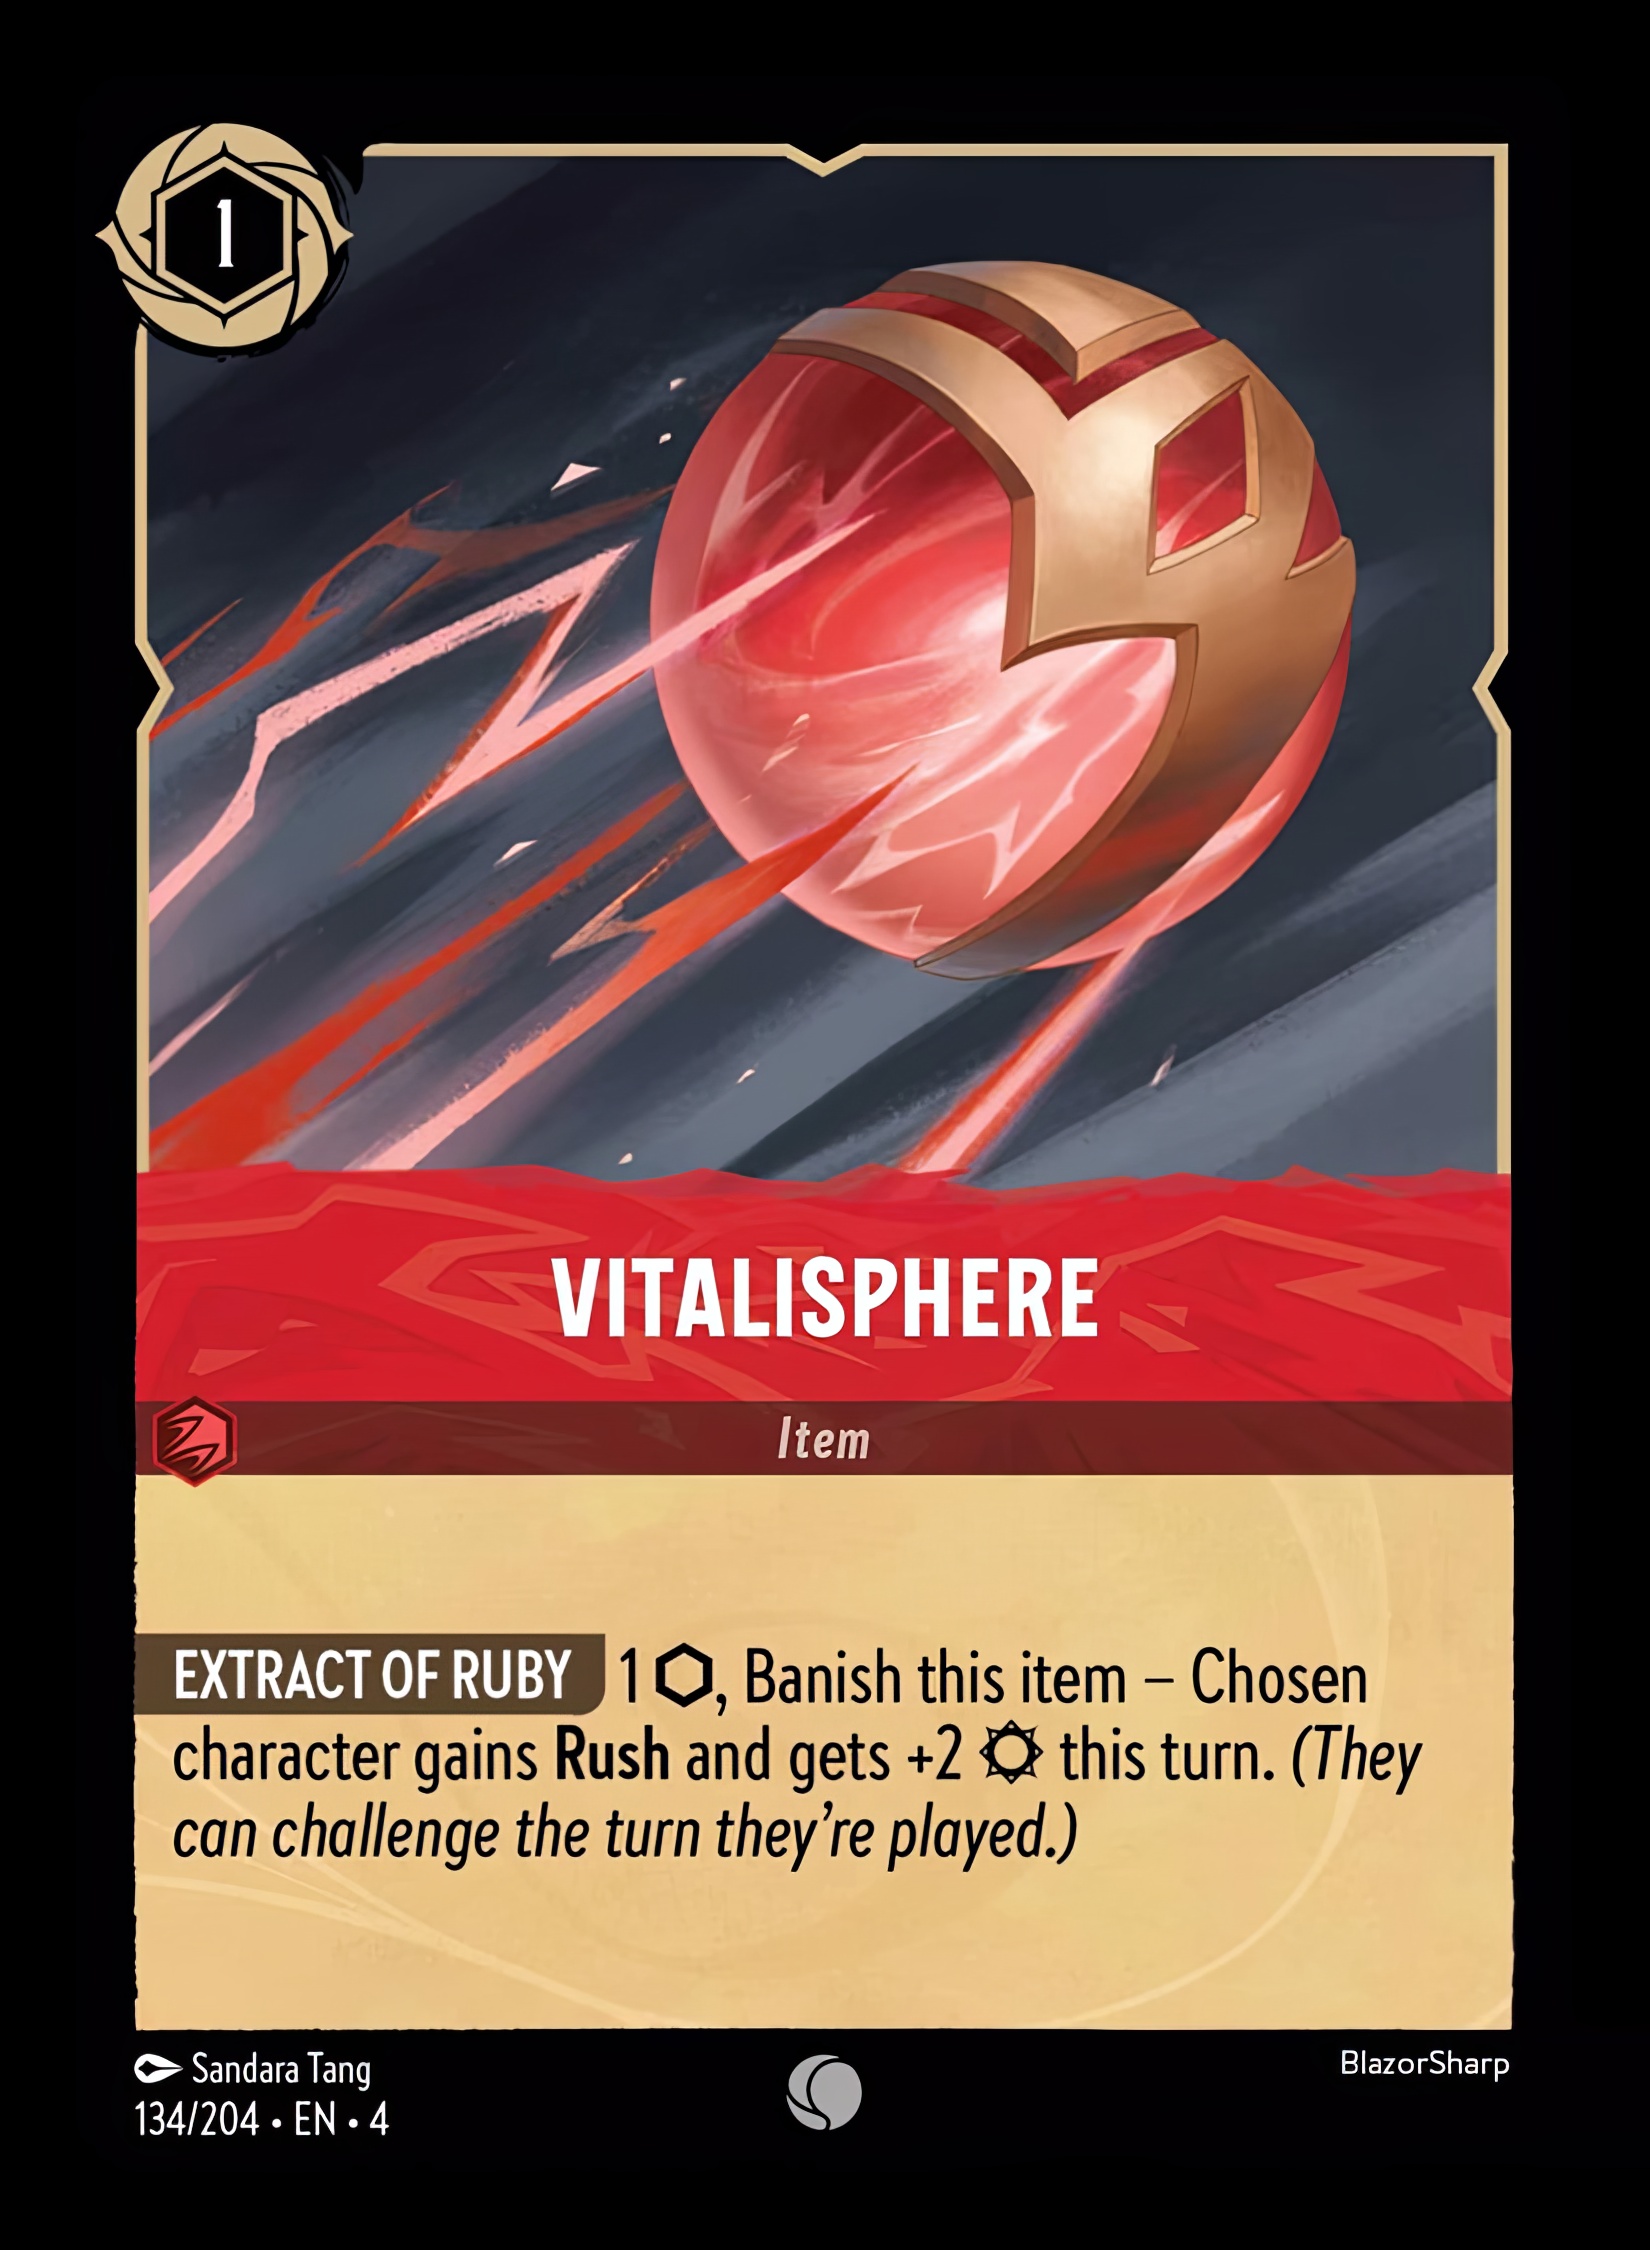 1
VITALISPHERE
Item
EXTRACT OF RUBY 1 ⬡, Banish this item – Chosen
character gains Rush and gets +2 ¤ this turn. (They
can challenge the turn they're played.)
Sandara Tang
BlazorSharp
134/204 • EN • 4